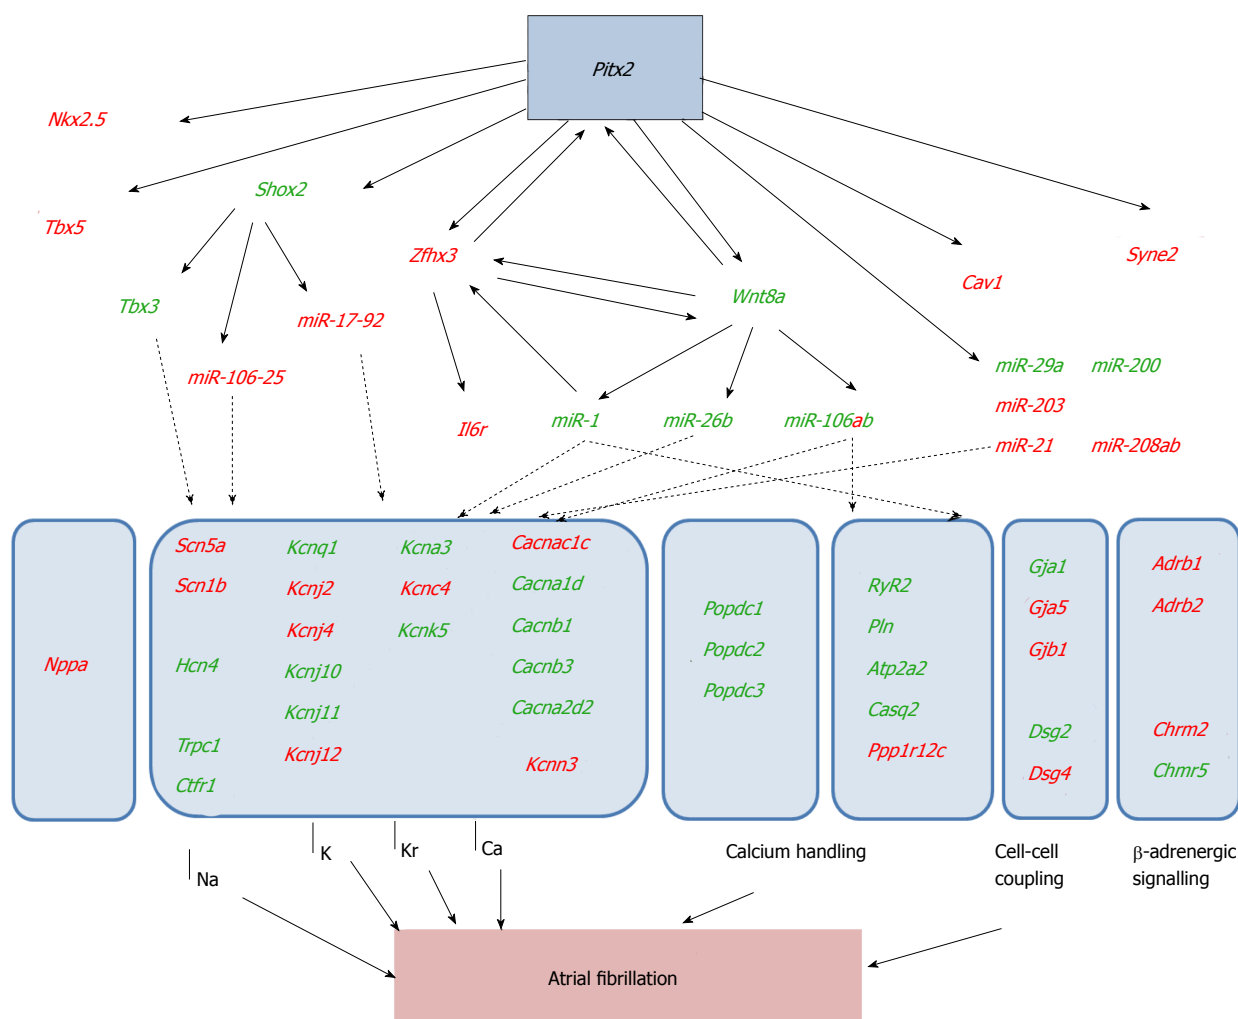 Pitx2
Nkx2.5
Shox2
Tbx5
Zfhx3
Syne2
Cav1
Wnt8a
Tbx3
miR-17-92
miR-29a miR-200
miR-106-25
miR-203
Il6r
miR-1
miR-26b
miR-106ab
miR-21 miR-208ab
Nppa
Scn5a
Scn1b
Hcn4
Trpc1
Ctfr1
Kcnq1
Kcnj2
Kcnj4
Kcnj10
Kcnj11
Kcnj12
Kcna3
Kcnc4
Kcnk5
Cacnac1c
Cacna1d
Cacnb1
Cacnb3
Cacna2d2
Kcnn3
Popdc1
Popdc2
Popdc3
RyR2
Pln
Atp2a2
Casq2
Ppp1r12c
Gja1
Gja5
Gjb1
Dsg2
Dsg4
Adrb1
Adrb2
Chrm2
Chmr5
I Na
I K
I Kr
I Ca
Calcium handling
Cell-cell
coupling
β-adrenergic
signalling
Atrial fibrillation